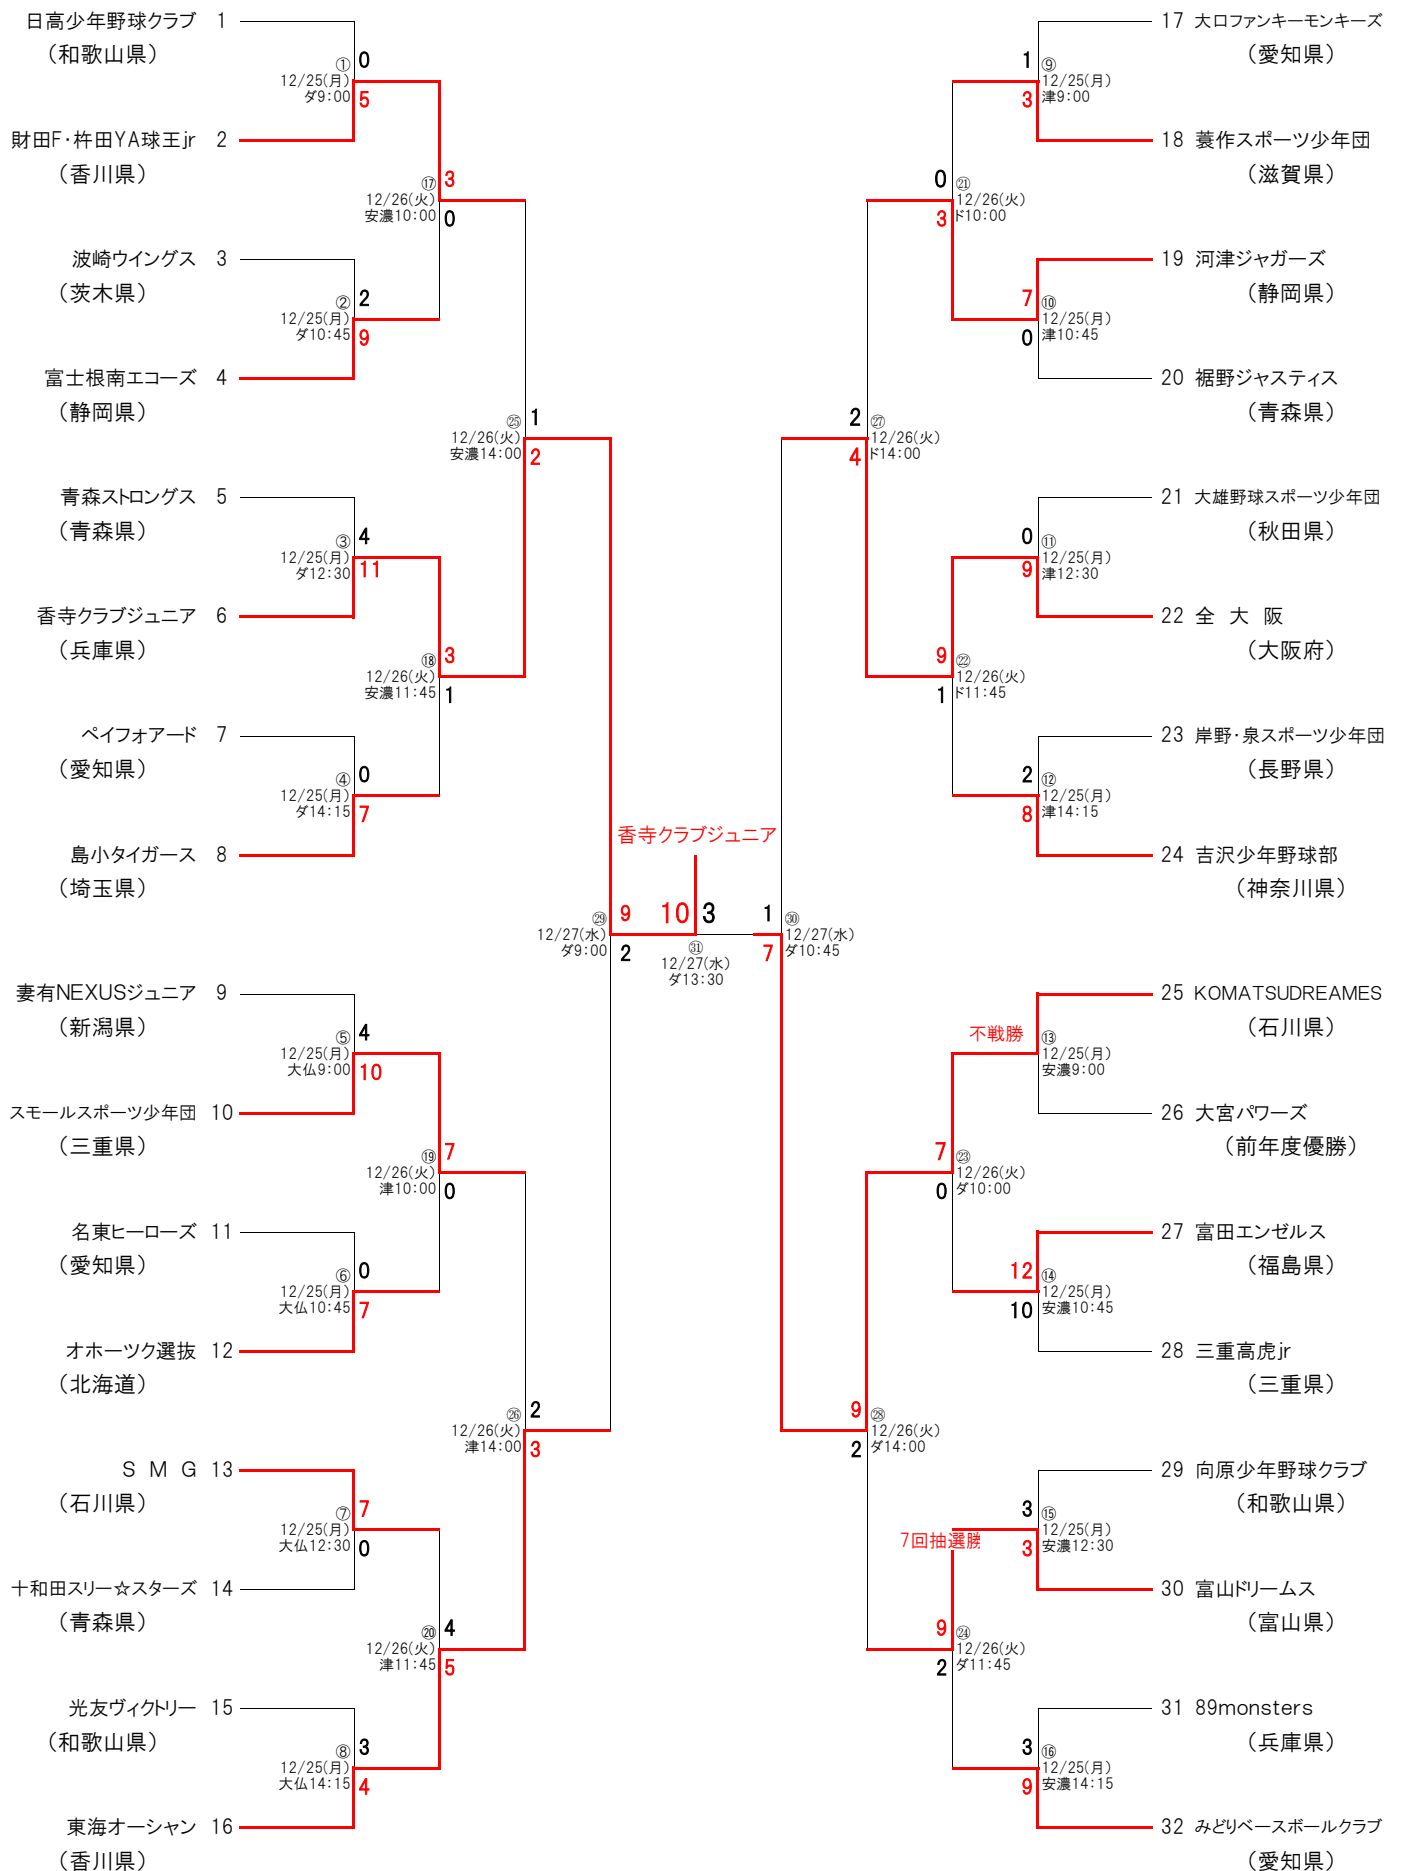 日高少年野球クラブ 1
（和歌山県）
① 0
12/25(月)
ダ9：00 5
財田F・杵田YA球王jr 2
（香川県）
⑰ 3
12/26(火)
安濃10：00 0
波崎ウイングス 3
（茨木県）
② 2
12/25(月)
ダ10：45 9
富士根南エコーズ 4
（静岡県）
㉕ 1
12/26(火)
安濃14：00 2
青森ストロングス 5
（青森県）
③ 4
12/25(月)
ダ12：30 11
香寺クラブジュニア 6
（兵庫県）
⑱ 3
12/26(火)
安濃11：45 1
ペイフォアード 7
（愛知県）
④ 0
12/25(月)
ダ14：15 7
島小タイガース 8
（埼玉県）
㉙ 9
12/27(水)
ダ9：00 2
妻有NEXUSジュニア 9
（新潟県）
⑤ 4
12/25(月)
大仏9：00 10
スモールスポーツ少年団 10
（三重県）
⑲ 7
12/26(火)
津10：00 0
名東ヒーローズ 11
（愛知県）
⑥ 0
12/25(月)
大仏10：45 7
オホーツク選抜 12
（北海道）
㉖ 2
12/26(火)
津14：00 3
S M G 13
（石川県）
⑦ 7
12/25(月)
大仏12：30 0
十和田スリー☆スターズ 14
（青森県）
⑳ 4
12/26(火)
津11：45 5
光友ヴィクトリー 15
（和歌山県）
⑧ 3
12/25(月)
大仏14：15 4
東海オーシャン 16
（香川県）
香寺クラブジュニア
10 3
㉛
12/27(水)
ダ13：30
17 大口ファンキーモンキーズ
（愛知県）
1 ⑨
12/25(月)
3 津9：00
18 蓑作スポーツ少年団
（滋賀県）
0 ㉑
12/26(火)
3 ド10：00
19 河津ジャガーズ
（静岡県）
7 ⑩
12/25(月)
0 津10：45
20 裾野ジャスティス
（青森県）
2 ㉗
12/26(火)
4 ド14：00
21 大雄野球スポーツ少年団
（秋田県）
0 ⑪
12/25(月)
9 津12：30
22 全 大 阪
（大阪府）
9 ㉒
12/26(火)
1 ド11：45
23 岸野・泉スポーツ少年団
（長野県）
2 ⑫
12/25(月)
8 津14：15
24 吉沢少年野球部
（神奈川県）
1 ㉚
12/27(水)
7 ダ10：45
25 KOMATSUDREAMES
（石川県）
不戦勝 ⑬
12/25(月)
安濃9：00
26 大宮パワーズ
（前年度優勝）
7 ㉓
12/26(火)
0 ダ10：00
27 富田エンゼルス
（福島県）
12 ⑭
12/25(月)
10 安濃10：45
28 三重高虎jr
（三重県）
9 ㉘
12/26(火)
2 ダ14：00
29 向原少年野球クラブ
（和歌山県）
3 ⑮
12/25(月)
7回抽選勝 3 安濃12：30
30 富山ドリームス
（富山県）
9 ㉔
12/26(火)
2 ダ11：45
31 89monsters
（兵庫県）
3 ⑯
12/25(月)
9 安濃14：15
32 みどりベースボールクラブ
（愛知県）